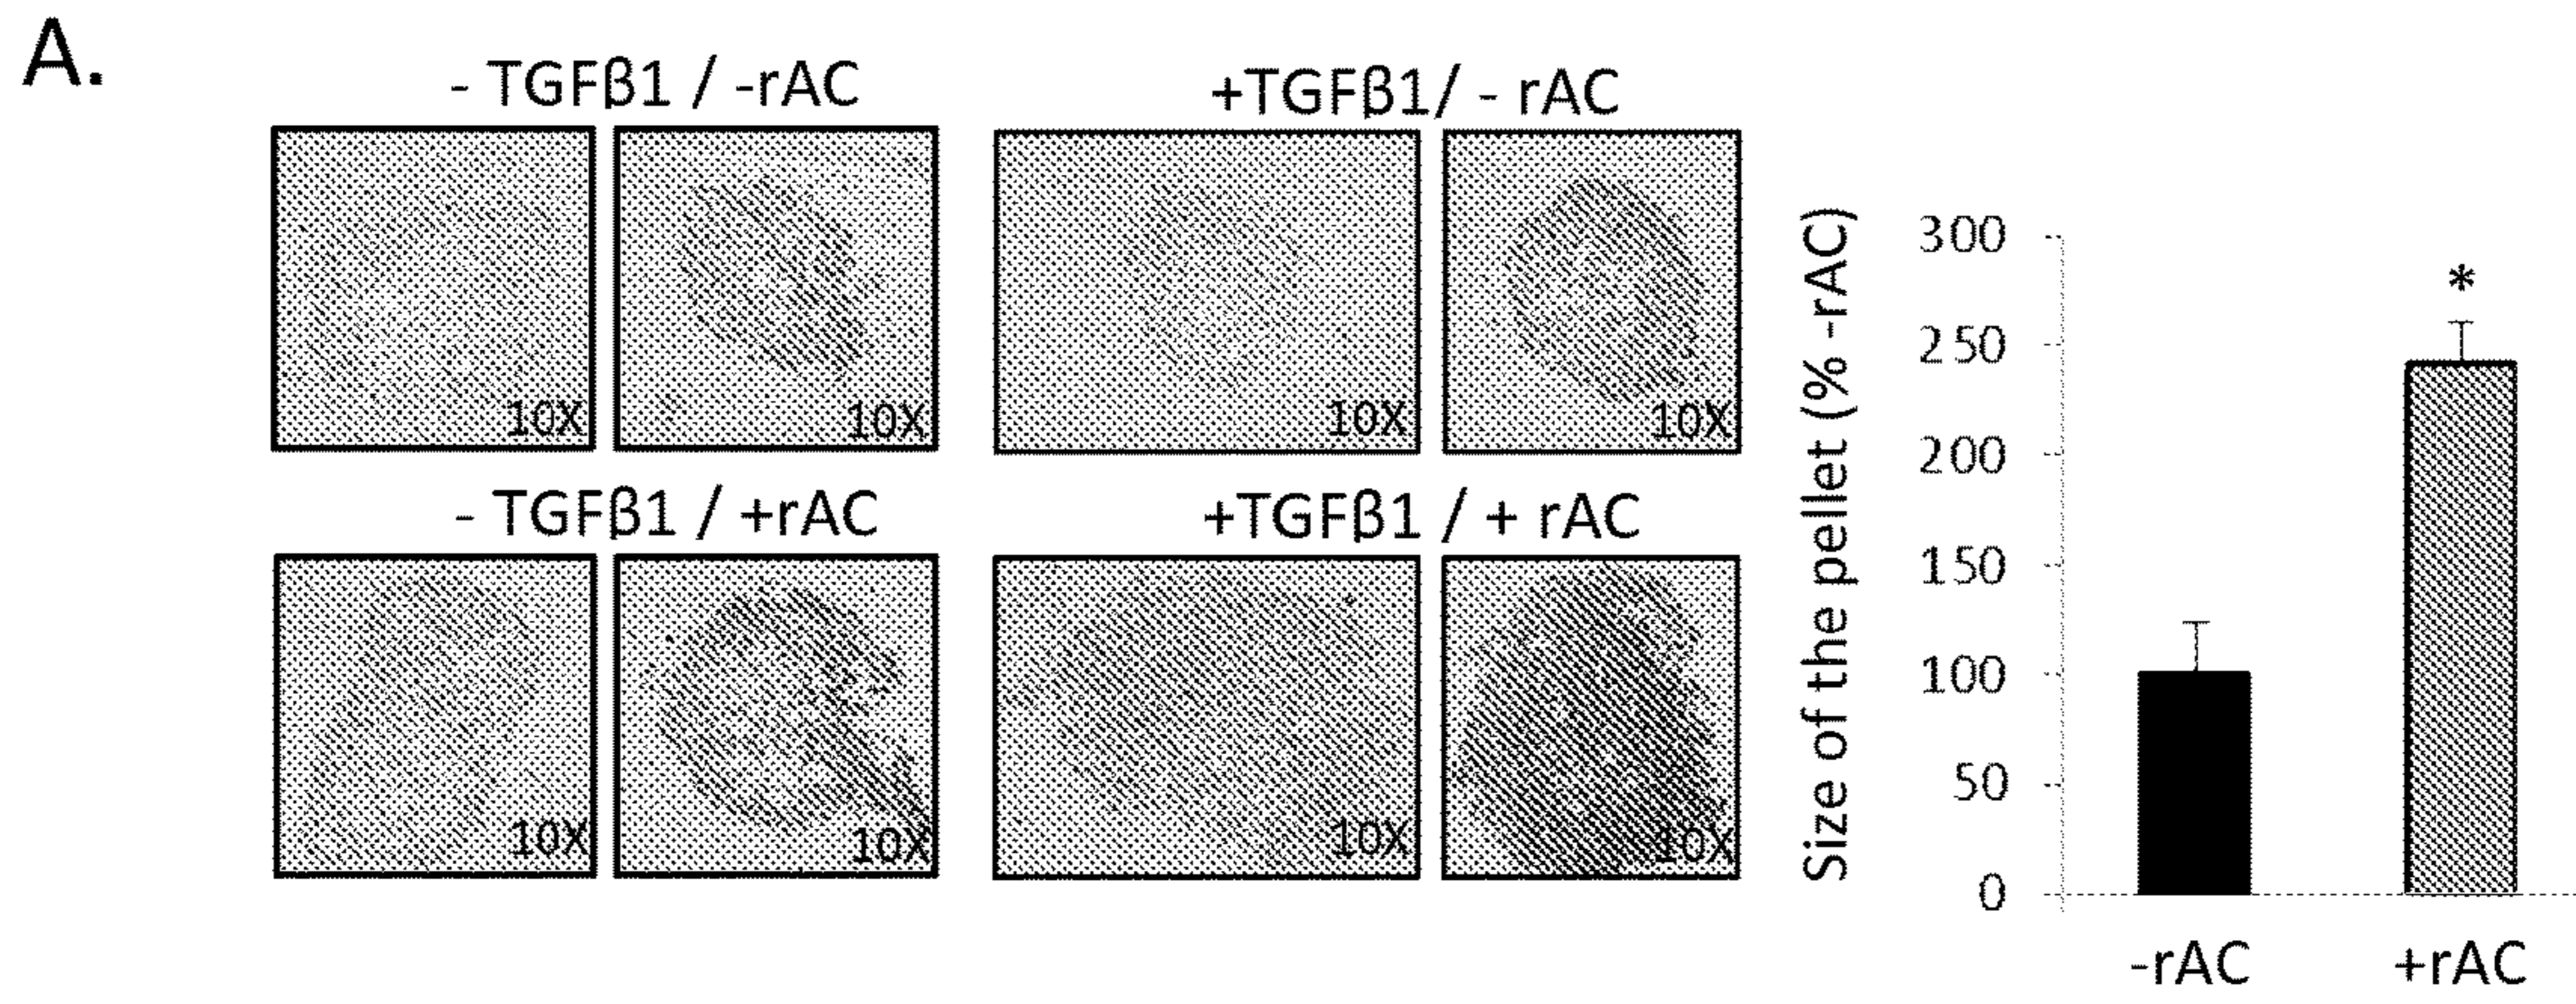 A.
- TGFβ1 / -rAC
+TGFβ1/ - rAC
10X
10X
10X
10X
- TGFβ1 / +rAC
+TGFβ1 / + rAC
10X
10X
10X
10X
Size of the pellet (% -rAC)
300
250
200
150
100
50
0
*
-rAC
+rAC